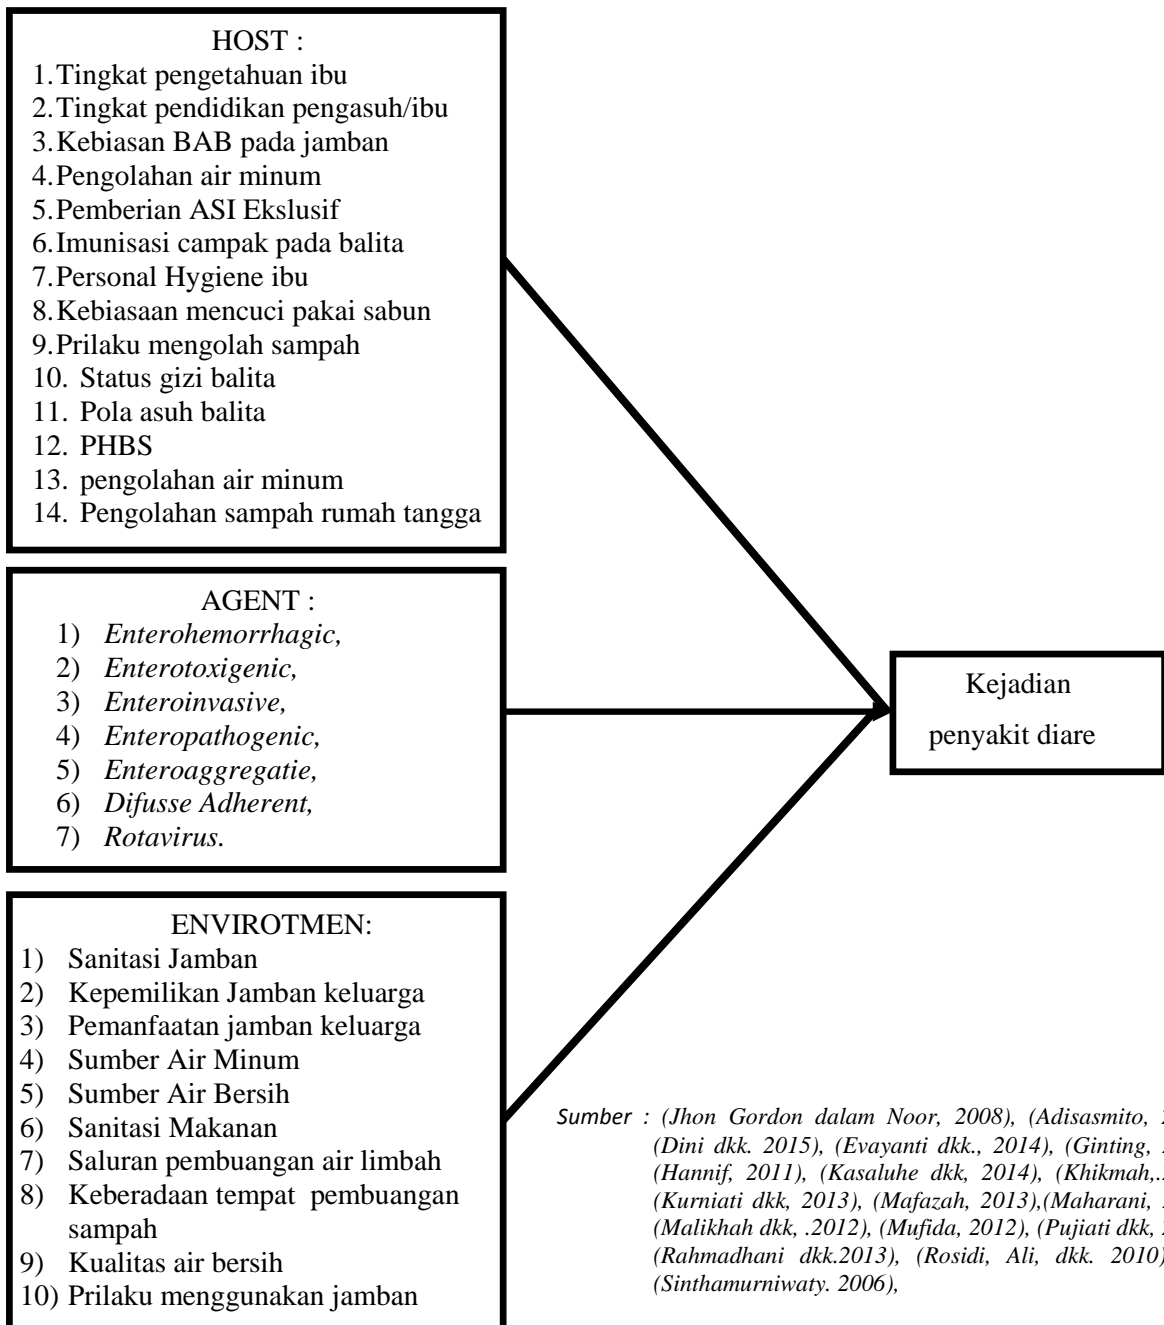 HOST :
1. Tingkat pengetahuan ibu
2. Tingkat pendidikan pengasuh/ibu
3. Kebiasan BAB pada jamban
4. Pengolahan air minum
5. Pemberian ASI Ekslusif
6. Imunisasi campak pada balita
7. Personal Hygiene ibu
8. Kebiasaan mencuci pakai sabun
9. Prilaku mengolah sampah
10. Status gizi balita
11. Pola asuh balita
12. PHBS
13. pengolahan air minum
14. Pengolahan sampah rumah tangga
AGENT :
1) Enterohemorrhagic,
2) Enterotoxigenic,
3) Enteroinvasive,
4) Enteropathogenic,
5) Enteroaggregatie,
6) Difusse Adherent,
7) Rotavirus.
Kejadian
penyakit diare
ENVIROTMEN:
1) Sanitasi Jamban
2) Kepemilikan Jamban keluarga
3) Pemanfaatan jamban keluarga
4) Sumber Air Minum
5) Sumber Air Bersih
6) Sanitasi Makanan
7) Saluran pembuangan air limbah
8) Keberadaan tempat pembuangan
sampah
9) Kualitas air bersih
10) Prilaku menggunakan jamban
Sumber : (Jhon Gordon dalam Noor, 2008), (Adisasmito,
(Dini dkk. 2015), (Evayanti dkk., 2014), (Ginting,
(Hannif, 2011), (Kasaluhe dkk, 2014), (Khikmah,.
(Kurniati dkk, 2013), (Mafazah, 2013),(Maharani,
(Malikhah dkk, .2012), (Mufida, 2012), (Pujiati dkk,
(Rahmadhani dkk.2013), (Rosidi, Ali, dkk. 2010)
(Sinthamurniwaty. 2006),